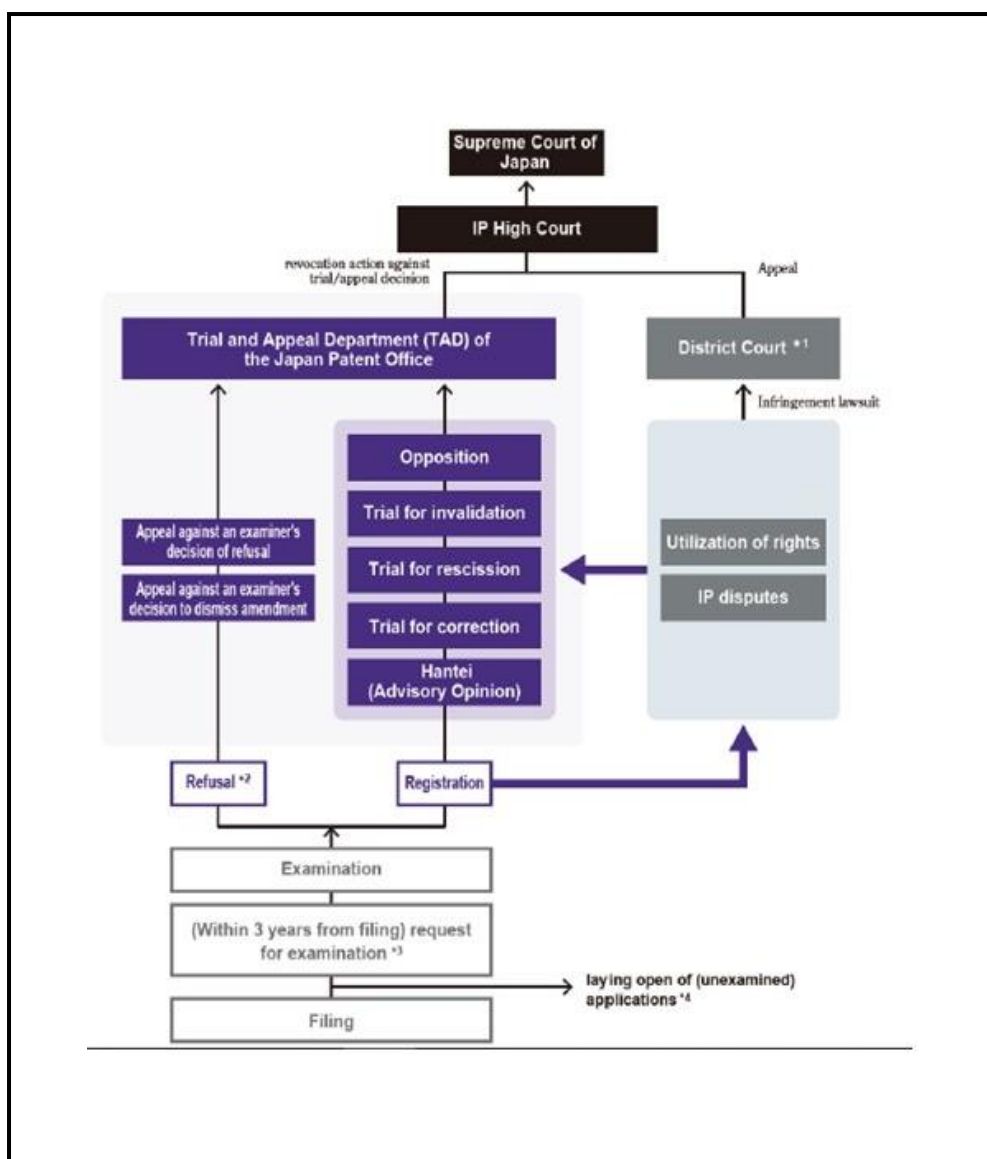 Supreme Court of
Japan
IP High Court
revocation action against
trial/appeal decision
Appeal
Trial and Appeal Department (TAD) of
the Japan Patent Office
District Court *1
Infringement lawsuit
Opposition
Trial for invalidation
Trial for rescission
Trial for correction
Hantei
(Advisory Opinion)
Appeal against an examiner's
decision of refusal
Appeal against an examiner's
decision to dismiss amendment
Utilization of rights
IP disputes
Refusal *2
Registration
Examination
(Within 3 years from filing) request
for examination *3
laying open of (unexamined)
applications *4
Filing